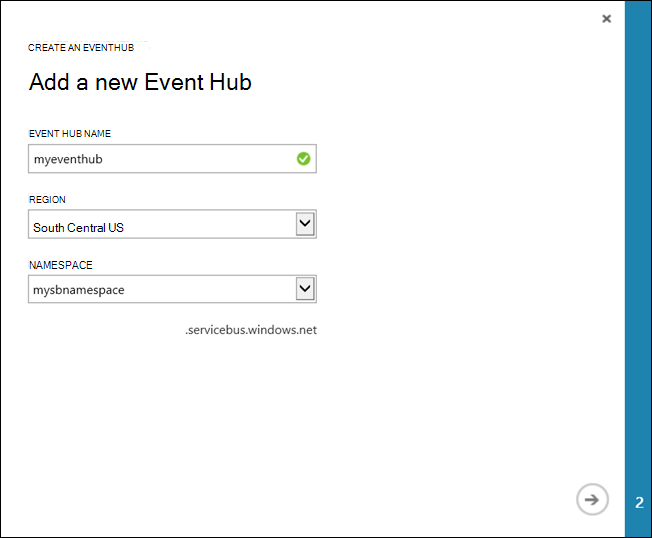 CREATE AN EVENTHUB
Add a new Event Hub
EVENT HUB NAME
myeventhub
REGION
South Central US
NAMESPACE
mysbnamespace
.servicebus.windows.net
2